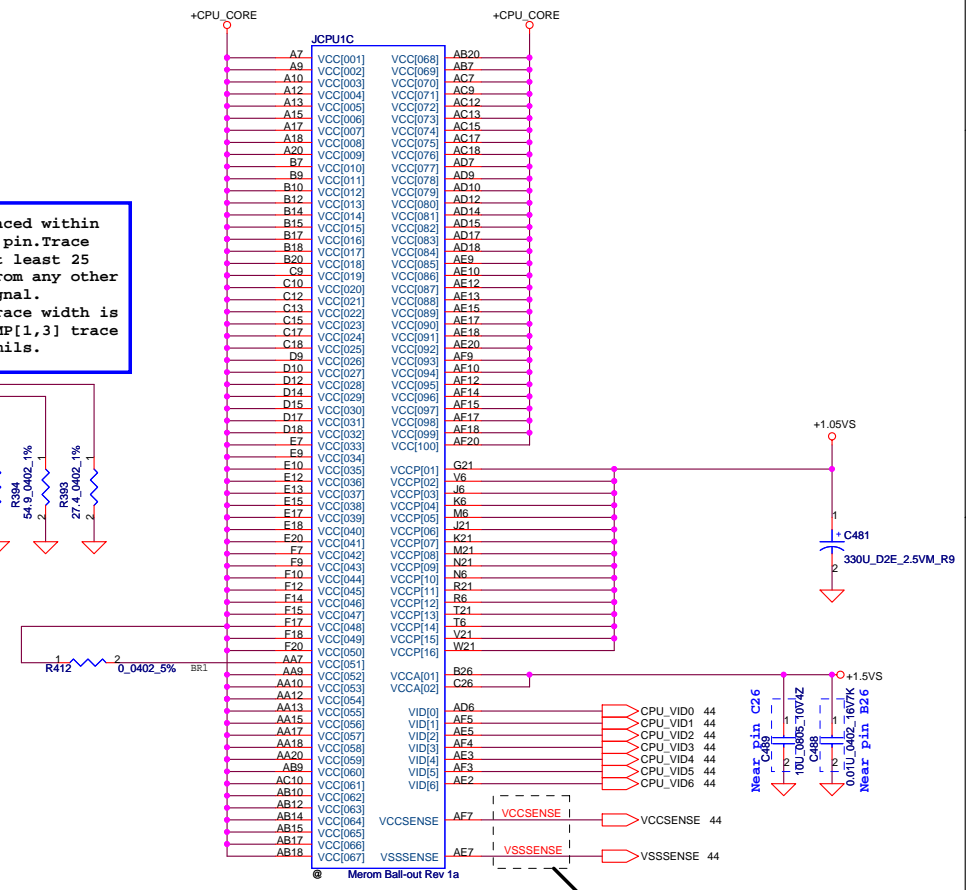 +CPU_CORE +CPU_CORE
JCPU1C
A7 VCC[001] VCC[068] AB20
A9 VCC[002] VCC[069] AB7
A10 VCC[003] VCC[070] AC7
A12 VCC[004] VCC[071] AC9
A13 VCC[005] VCC[072] AC12
A15 VCC[006] VCC[073] AC13
A17 VCC[007] VCC[074] AC15
A18 VCC[008] VCC[075] AC17
A20 VCC[009] VCC[076] AC18
B7 VCC[010] VCC[077] AD7
B9 VCC[011] VCC[078] AD9
B10 VCC[012] VCC[079] AD10
B12 VCC[013] VCC[080] AD12
B14 VCC[014] VCC[081] AD14
B15 VCC[015] VCC[082] AD15
B17 VCC[016] VCC[083] AD17
B18 VCC[017] VCC[084] AD18
B20 VCC[018] VCC[085] AE9
C9 VCC[019] VCC[086] AE10
C10 VCC[020] VCC[087] AE12
C12 VCC[021] VCC[088] AE13
C13 VCC[022] VCC[089] AE15
C15 VCC[023] VCC[090] AE17
C17 VCC[024] VCC[091] AE18
C18 VCC[025] VCC[092] AE20
D9 VCC[026] VCC[093] AF9
D10 VCC[027] VCC[094] AF10
D12 VCC[028] VCC[095] AF12
D14 VCC[029] VCC[096] AF14
D15 VCC[030] VCC[097] AF15
D17 VCC[031] VCC[098] AF17
D18 VCC[032] VCC[099] AF18
E7 VCC[033] VCC[100] AF20
E9 VCC[034]
E10 VCC[035] VCCP[01] G21
E12 VCC[036] VCCP[02] V6
E13 VCC[037] VCCP[03] J6
E15 VCC[038] VCCP[04] K6
E17 VCC[039] VCCP[05] M6
E18 VCC[040] VCCP[06] J21
E20 VCC[041] VCCP[07] K21
F7 VCC[042] VCCP[08] M21
F9 VCC[043] VCCP[09] N21
F10 VCC[044] VCCP[10] N6
F12 VCC[045] VCCP[11] R21
F14 VCC[046] VCCP[12] R6
F15 VCC[047] VCCP[13] T21
F17 VCC[048] VCCP[14] T6
F18 VCC[049] VCCP[15] V21
F20 VCC[050] VCCP[16] W21
AA7 VCC[051]
AA9 VCC[052] VCCA[01] B26
AA10 VCC[053] VCCA[02] C26
AA12 VCC[054]
AA13 VCC[055] VID[0] AD6 CPU_VID0 44
AA15 VCC[056] VID[1] AF5 CPU_VID1 44
AA17 VCC[057] VID[2] AE5 CPU_VID2 44
AA18 VCC[058] VID[3] AF4 CPU_VID3 44
AA20 VCC[059] VID[4] AE3 CPU_VID4 44
AB9 VCC[060] VID[5] AF3 CPU_VID5 44
AC10 VCC[061] VID[6] AE2 CPU_VID6 44
AB10 VCC[062]
AB12 VCC[063]
AB14 VCC[064] VCCSENSE AF7 VCCSENSE VCCSENSE 44
AB15 VCC[065]
AB17 VCC[066]
AB18 VCC[067] VSSSENSE AE7 VSSSENSE VSSSENSE 44
@ Merom Ball-out Rev 1a
within
pin.Trace
least 25
any other
width is
MP[1,3] trace
1 R394 2
54.9_0402_1%
1 R393 2
27.4_0402_1%
R412 1 2 0_0402_5% BR1
+1.05VS
1
+ C481
330U_D2E_2.5VM_R9
2
+1.5VS
Near pin C26
C489 1 2
10U_0805_10V4Z
C488 1 2
0.01U_0402_16V7K
Near pin B26